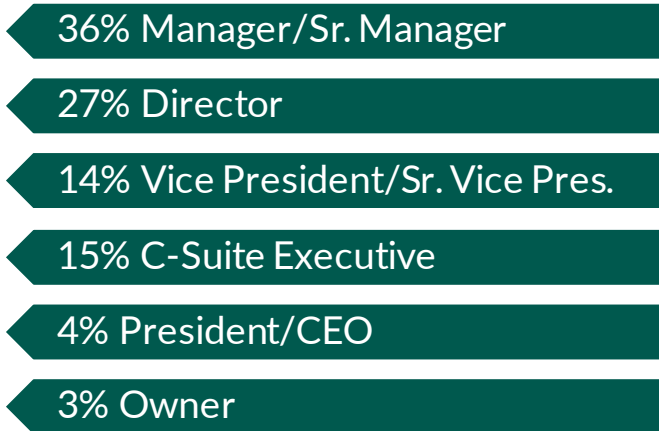 36% Manager/Sr. Manager
27% Director
14% Vice President/Sr. Vice Pres.
15% C-Suite Executive
4% President/CEO
3% Owner